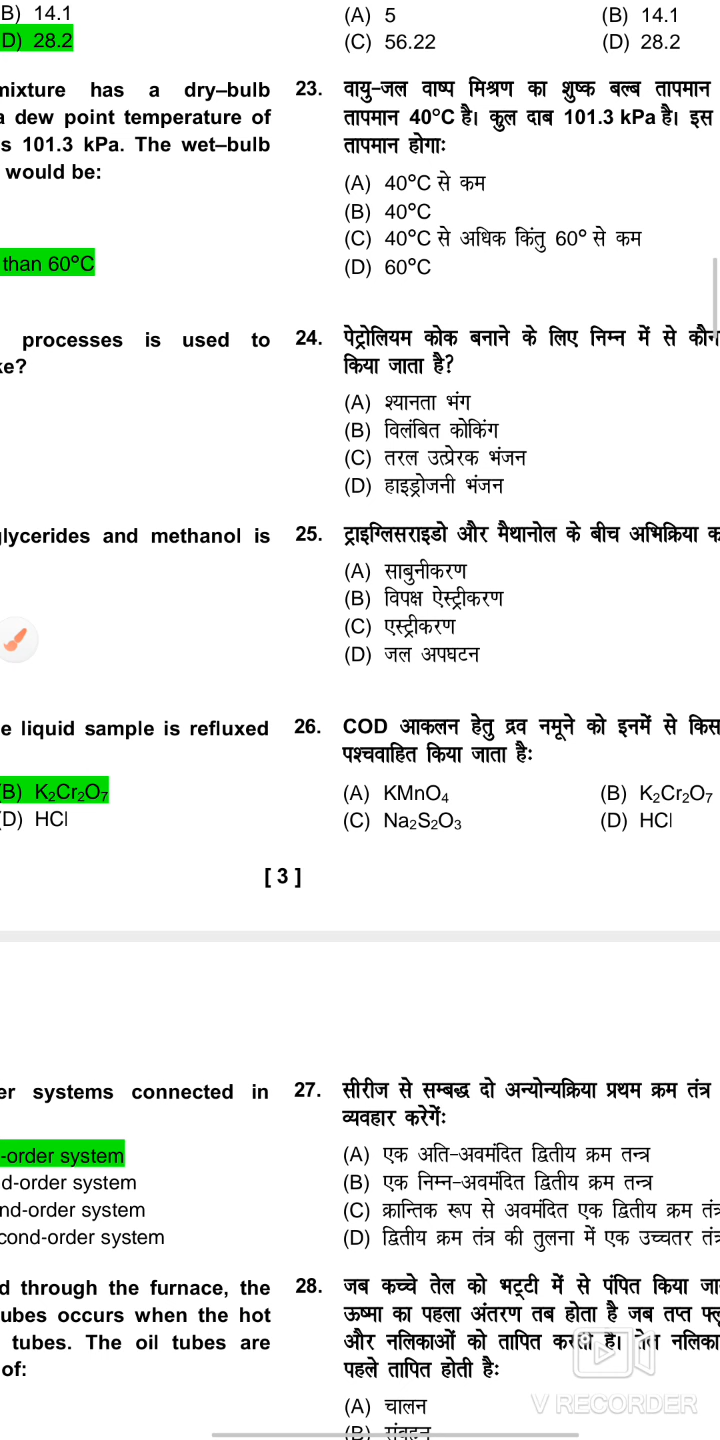 B) 14.1
D) 28.2
(A) 5 (B) 14.1
(C) 56.22 (D) 28.2
mixture has a dry-bulb
a dew point temperature of
s 101.3 kPa. The wet-bulb
would be:
than 60°C
23. वायु-जल वाष्प मिश्रण का शुष्क बल्ब तापमान
तापमान 40°C है। कुल दाब 101.3 kPa है। इस
तापमान होगाः
(A) 40°C से कम
(B) 40°C
(C) 40°C से अधिक किंतु 60° से कम
(D) 60°C
processes is used to
ke?
24. पेट्रोलियम कोक बनाने के लिए निम्न में से कौन
किया जाता है?
(A) श्यानता भंग
(B) विलंबित कोकिंग
(C) तरल उत्प्रेरक भंजन
(D) हाइड्रोजनी भंजन
glycerides and methanol is
25. ट्राइग्लिसराइडो और मैथानोल के बीच अभिक्रिया क
(A) साबुनीकरण
(B) विपक्ष ऐस्ट्रीकरण
(C) एस्ट्रीकरण
(D) जल अपघटन
e liquid sample is refluxed
(B) K₂Cr₂O₇
(D) HCl
26. COD आकलन हेतु द्रव नमूने को इनमें से किस
पश्चवाहित किया जाता हैः
(A) KMnO₄ (B) K₂Cr₂O₇
(C) Na₂S₂O₃ (D) HCl
[ 3 ]
er systems connected in
-order system
d-order system
nd-order system
cond-order system
27. सीरीज से सम्बद्ध दो अन्योन्यक्रिया प्रथम क्रम तंत्र
व्यवहार करेगेंः
(A) एक अति-अवमंदित द्वितीय क्रम तन्त्र
(B) एक निम्न-अवमंदित द्वितीय क्रम तन्त्र
(C) क्रान्तिक रूप से अवमंदित एक द्वितीय क्रम तंत्र
(D) द्वितीय क्रम तंत्र की तुलना में एक उच्चतर तंत्र
d through the furnace, the
ubes occurs when the hot
tubes. The oil tubes are
of:
28. जब कच्चे तेल को भट्टी में से पंपित किया जा
ऊष्मा का पहला अंतरण तब होता है जब तप्त फ्लू
और नलिकाओं को तापित करती है। तेल नलिका
पहले तापित होती हैः
(A) चालन
(B) संवहन
V RECORDER